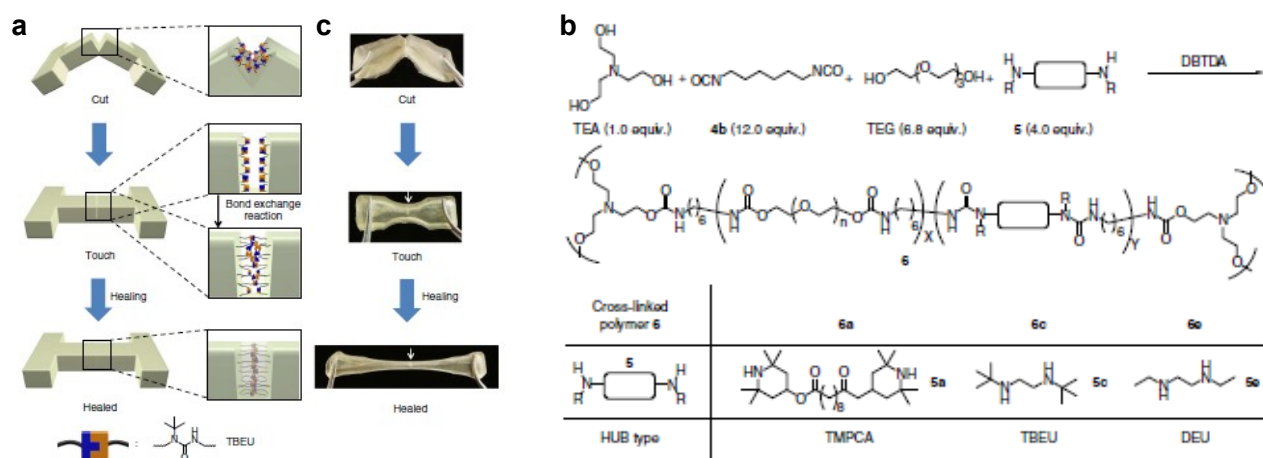 a
Cut
Bond exchange
reaction
Touch
Healing
Healed
TBEU
c
Cut
Touch
Healing
Healed
b
DBTDA
TEA (1.0 equiv.) 4b (12.0 equiv.) TEG (6.8 equiv.) 5 (4.0 equiv.)
6
Cross-linked
polymer 6 6a 6c 6e
5 5a 5c 5e
HUB type TMPCA TBEU DEU